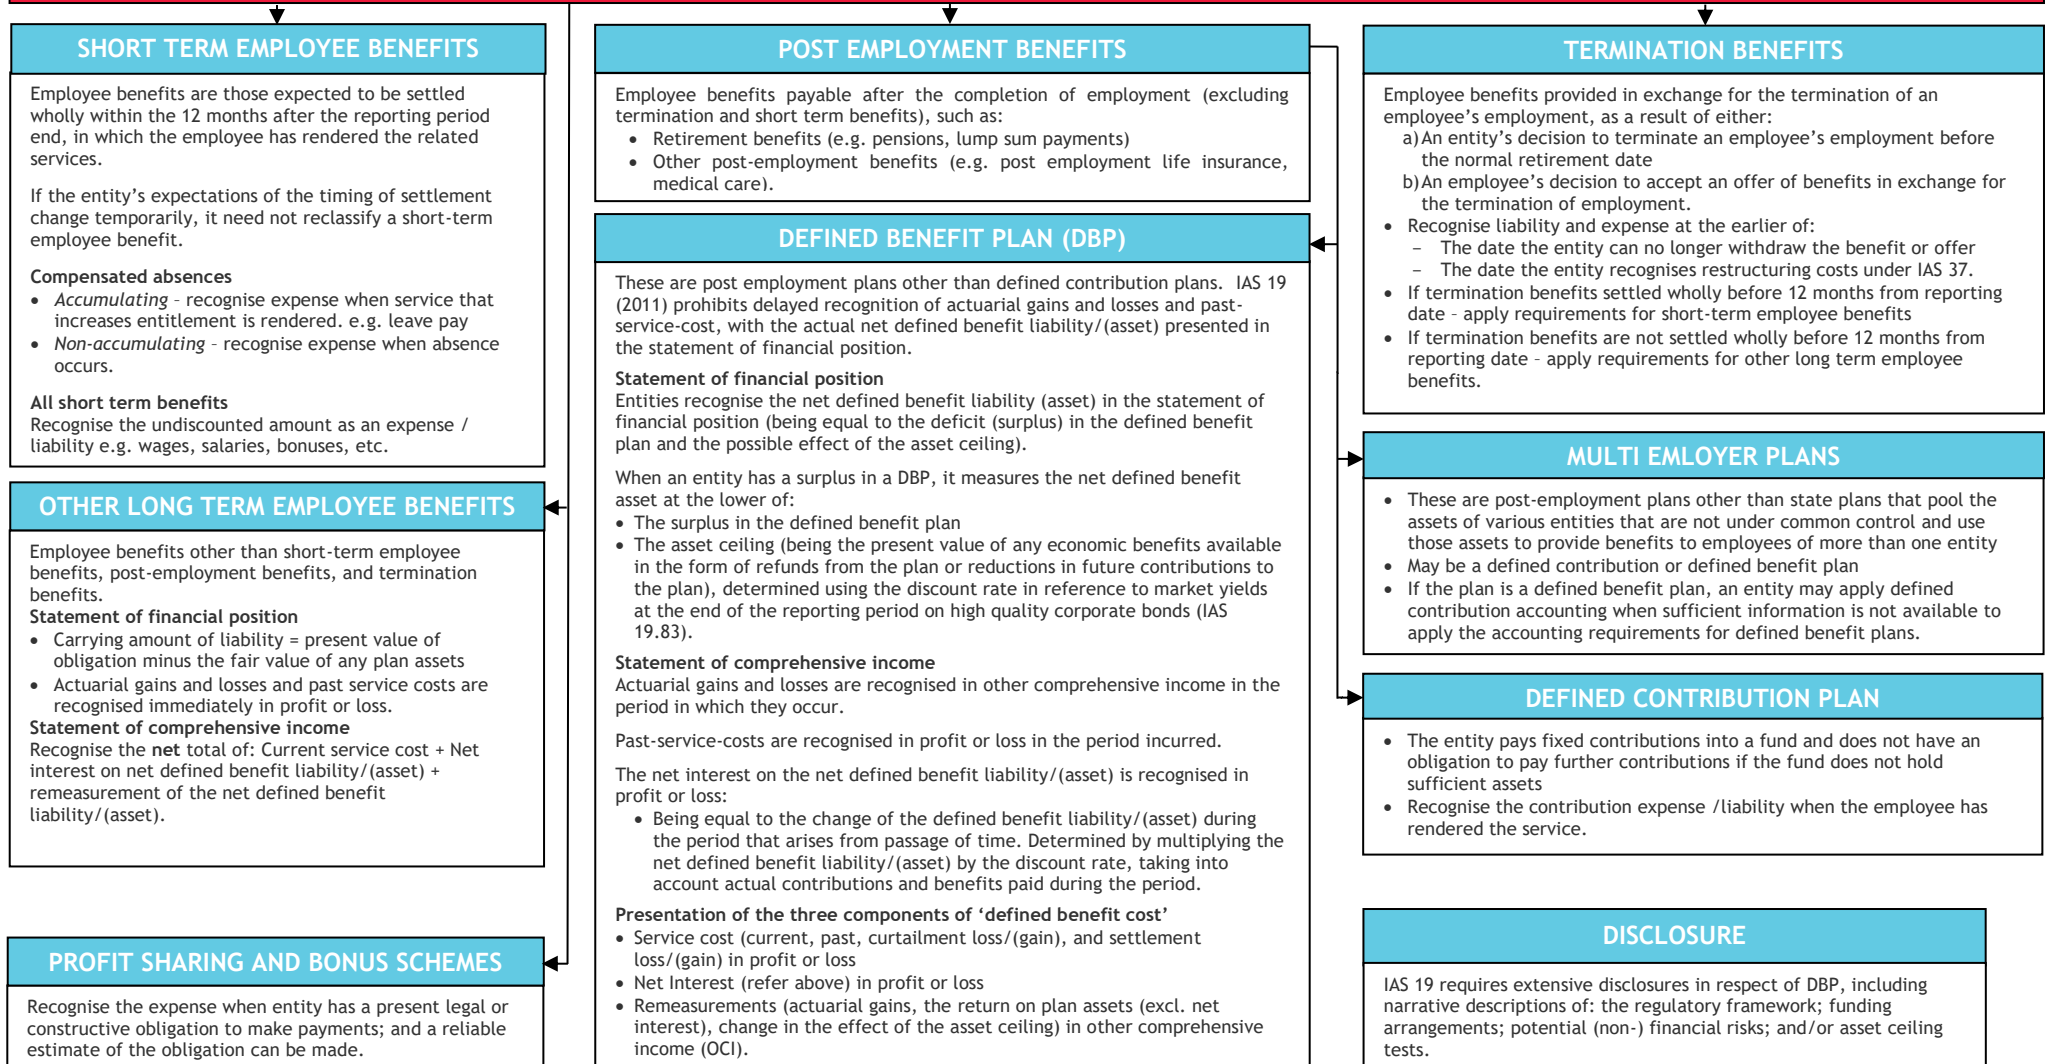 SHORT TERM EMPLOYEE BENEFITS
Employee benefits are those expected to be settled
wholly within the 12 months after the reporting period
end, in which the employee has rendered the related
services.
If the entity’s expectations of the timing of settlement
change temporarily, it need not reclassify a short-term
employee benefit.
Compensated absences
• Accumulating – recognise expense when service that
increases entitlement is rendered. e.g. leave pay
• Non-accumulating – recognise expense when absence
occurs.
All short term benefits
Recognise the undiscounted amount as an expense /
liability e.g. wages, salaries, bonuses, etc.
OTHER LONG TERM EMPLOYEE BENEFITS
Employee benefits other than short-term employee
benefits, post-employment benefits, and termination
benefits.
Statement of financial position
• Carrying amount of liability = present value of
obligation minus the fair value of any plan assets
• Actuarial gains and losses and past service costs are
recognised immediately in profit or loss.
Statement of comprehensive income
Recognise the net total of: Current service cost + Net
interest on net defined benefit liability/(asset) +
remeasurement of the net defined benefit
liability/(asset).
PROFIT SHARING AND BONUS SCHEMES
Recognise the expense when entity has a present legal or
constructive obligation to make payments; and a reliable
estimate of the obligation can be made.
POST EMPLOYMENT BENEFITS
Employee benefits payable after the completion of employment (excluding
termination and short term benefits), such as:
• Retirement benefits (e.g. pensions, lump sum payments)
• Other post-employment benefits (e.g. post employment life insurance,
medical care).
DEFINED BENEFIT PLAN (DBP)
These are post employment plans other than defined contribution plans. IAS 19
(2011) prohibits delayed recognition of actuarial gains and losses and past-
service-cost, with the actual net defined benefit liability/(asset) presented in
the statement of financial position.
Statement of financial position
Entities recognise the net defined benefit liability (asset) in the statement of
financial position (being equal to the deficit (surplus) in the defined benefit
plan and the possible effect of the asset ceiling).
When an entity has a surplus in a DBP, it measures the net defined benefit
asset at the lower of:
• The surplus in the defined benefit plan
• The asset ceiling (being the present value of any economic benefits available
in the form of refunds from the plan or reductions in future contributions to
the plan), determined using the discount rate in reference to market yields
at the end of the reporting period on high quality corporate bonds (IAS
19.83).
Statement of comprehensive income
Actuarial gains and losses are recognised in other comprehensive income in the
period in which they occur.
Past-service-costs are recognised in profit or loss in the period incurred.
The net interest on the net defined benefit liability/(asset) is recognised in
profit or loss:
• Being equal to the change of the defined benefit liability/(asset) during
the period that arises from passage of time. Determined by multiplying the
net defined benefit liability/(asset) by the discount rate, taking into
account actual contributions and benefits paid during the period.
Presentation of the three components of ‘defined benefit cost’
• Service cost (current, past, curtailment loss/(gain), and settlement
loss/(gain) in profit or loss
• Net Interest (refer above) in profit or loss
• Remeasurements (actuarial gains, the return on plan assets (excl. net
interest), change in the effect of the asset ceiling) in other comprehensive
income (OCI).
TERMINATION BENEFITS
Employee benefits provided in exchange for the termination of an
employee’s employment, as a result of either:
a) An entity’s decision to terminate an employee’s employment before
the normal retirement date
b) An employee’s decision to accept an offer of benefits in exchange for
the termination of employment.
• Recognise liability and expense at the earlier of:
– The date the entity can no longer withdraw the benefit or offer
– The date the entity recognises restructuring costs under IAS 37.
• If termination benefits settled wholly before 12 months from reporting
date – apply requirements for short-term employee benefits
• If termination benefits are not settled wholly before 12 months from
reporting date – apply requirements for other long term employee
benefits.
MULTI EMLOYER PLANS
• These are post-employment plans other than state plans that pool the
assets of various entities that are not under common control and use
those assets to provide benefits to employees of more than one entity
• May be a defined contribution or defined benefit plan
• If the plan is a defined benefit plan, an entity may apply defined
contribution accounting when sufficient information is not available to
apply the accounting requirements for defined benefit plans.
DEFINED CONTRIBUTION PLAN
• The entity pays fixed contributions into a fund and does not have an
obligation to pay further contributions if the fund does not hold
sufficient assets
• Recognise the contribution expense /liability when the employee has
rendered the service.
DISCLOSURE
IAS 19 requires extensive disclosures in respect of DBP, including
narrative descriptions of: the regulatory framework; funding
arrangements; potential (non-) financial risks; and/or asset ceiling
tests.